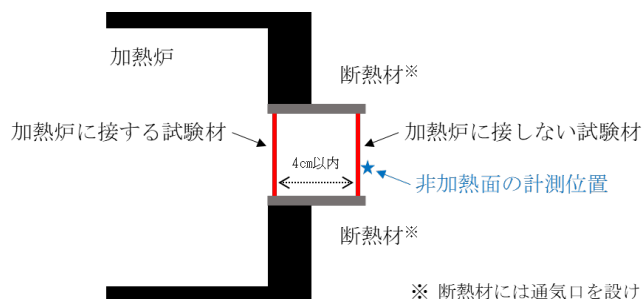 加熱炉
断熱材※
加熱炉に接する試験材
加熱炉に接しない試験材
4㎝以内
非加熱面の計測位置
断熱材※
※ 断熱材には通気口を設け